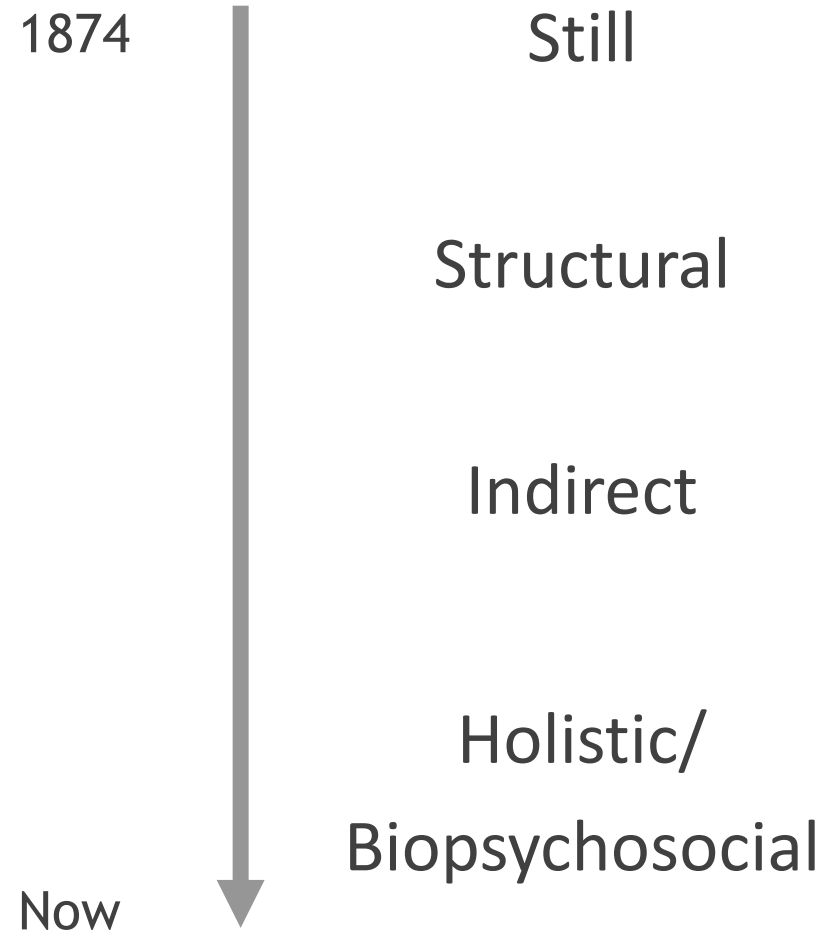 1874
Still
Structural
Indirect
Holistic/
Biopsychosocial
Now